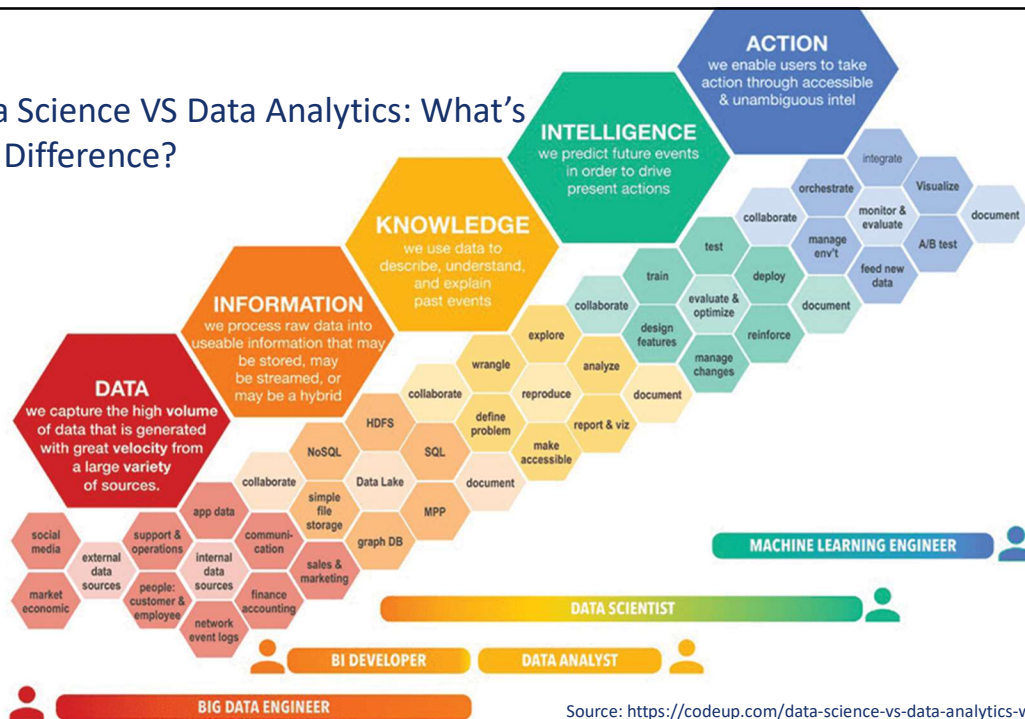 a Science VS Data Analytics: What's
Difference?
ACTION
we enable users to take
action through accessible
& unambiguous intel
INTELLIGENCE
we predict future events
in order to drive
present actions
KNOWLEDGE
we use data to
describe, understand,
and explain
past events
INFORMATION
we process raw data into
useable information that may
be stored, may
be streamed, or
may be a hybrid
DATA
we capture the high volume
of data that is generated
with great velocity from
a large variety
of sources.
social
media
market
economic
external
data
sources
support &
operations
people:
customer &
employee
app data
internal
data
sources
network
event logs
communi-
cation
finance
accounting
sales &
marketing
collaborate
NoSQL
simple
file
storage
HDFS
Data Lake
graph DB
SQL
MPP
document
collaborate
wrangle
define
problem
explore
reproduce
make
accessible
analyze
report & viz
document
collaborate
train
design
features
test
evaluate &
optimize
manage
changes
deploy
reinforce
document
collaborate
orchestrate
manage
env't
integrate
monitor &
evaluate
feed new
data
Visualize
A/B test
document
MACHINE LEARNING ENGINEER
DATA SCIENTIST
BI DEVELOPER
DATA ANALYST
BIG DATA ENGINEER
Source: https://codeup.com/data-science-vs-data-analytics-w